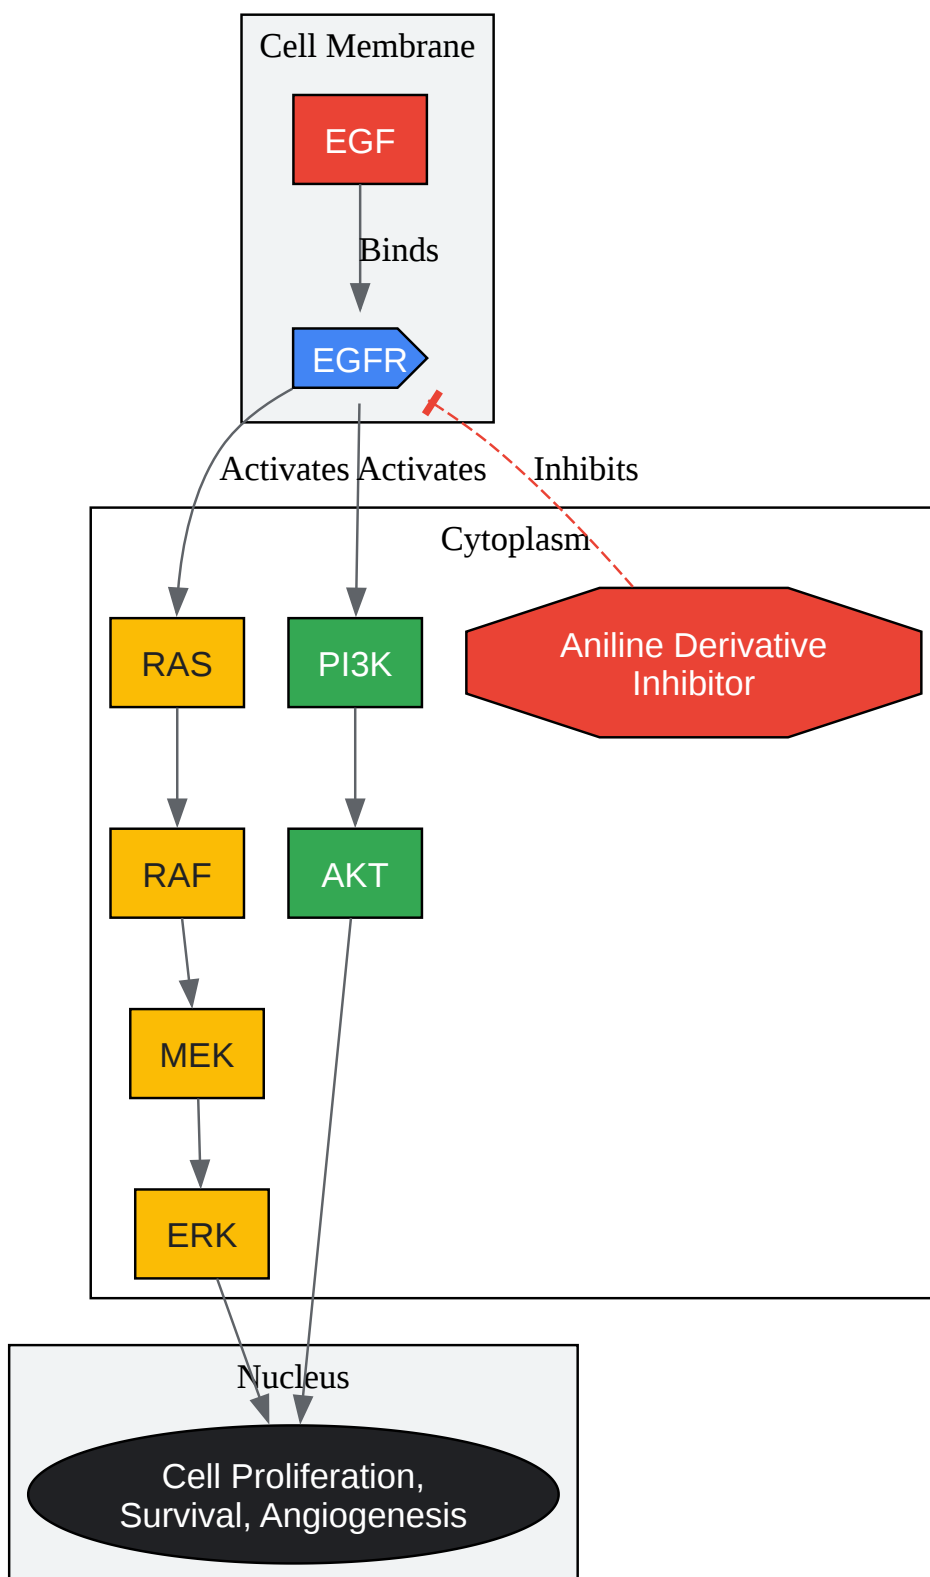 Cell Membrane
EGF
Binds
EGFR
Activates
Activates
Inhibits
Cytoplasm
RAS
PI3K
Aniline Derivative
Inhibitor
RAF
AKT
MEK
ERK
Nucleus
Cell Proliferation,
Survival, Angiogenesis